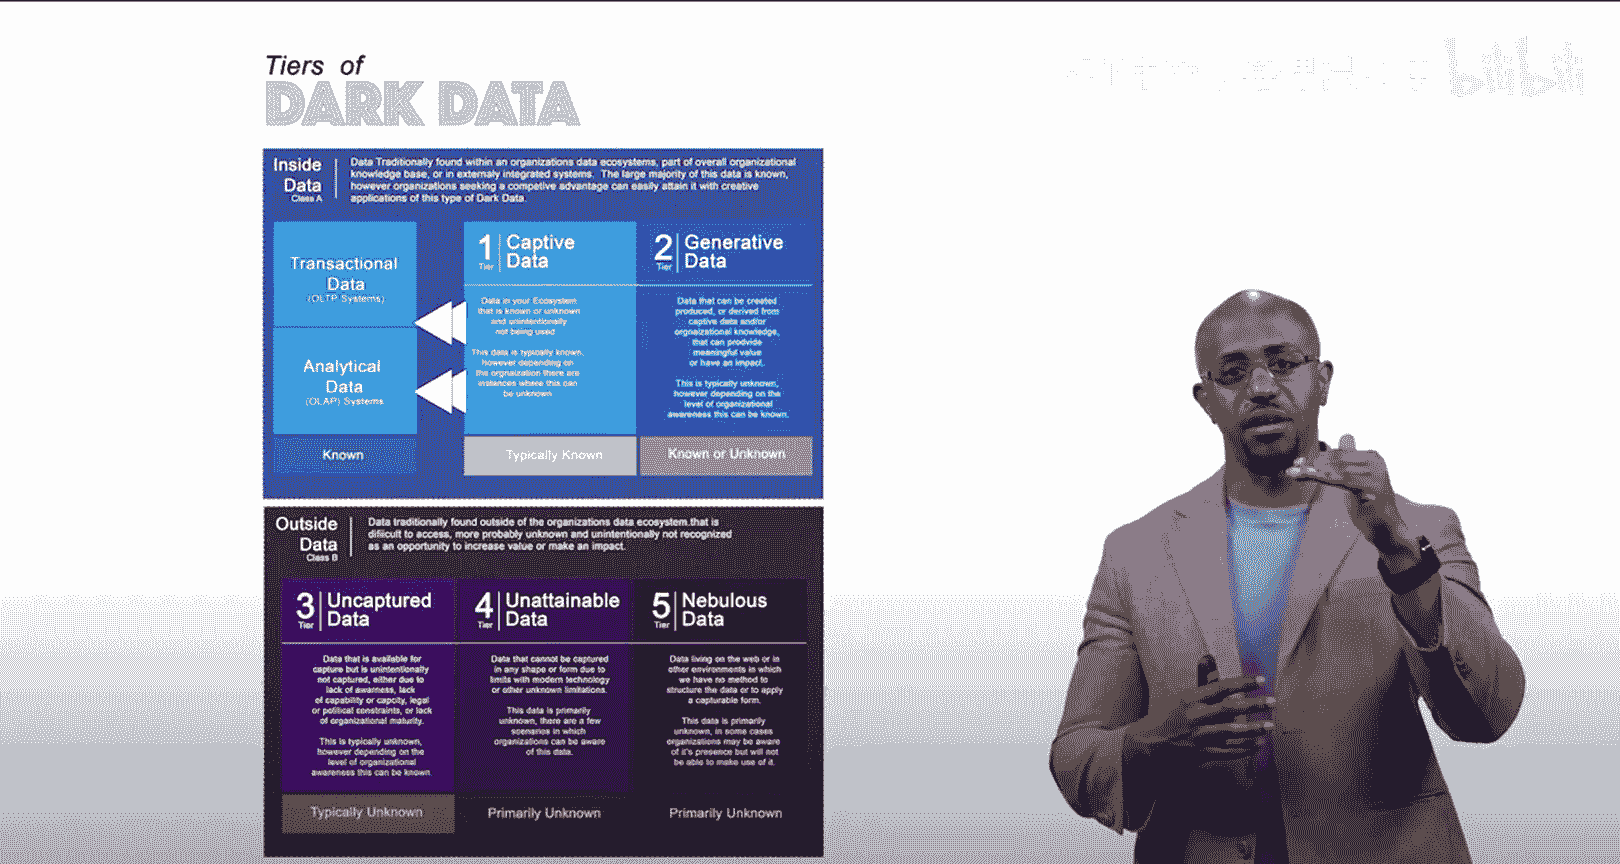 Tiers of
DARK DATA
Inside
Data
Class A
Data Traditionally found within an organizations data ecosystems, part of overall organizational
knowledge base, or in externaly integrated systems. The large majority of this data is known,
however organizations seeking a competive advantage can easily attain it with creative
applications of this type of Dark Data.
Transactional
Data
(OLTP Systems)
Analytical
Data
(OLAP) Systems
Known
1
Tier
Captive
Data
Data in your Ecosystem
that is known or unknown
and unintentionally
not being used
This data is typically known,
however depending on
the orgnaization there are
instances where this can
be unknown
Typically Known
2
Tier
Generative
Data
Data that can be created
produced, or derived from
captive data and/or
orgnaizational knowledge,
that can prodvide
meaningful value
or have an impact.
This is typically unknown,
however depending on the
level of organizational
awareness this can be known.
Known or Unknown
Outside
Data
Class B
Data traditionally found outside of the organizations data ecosystem.that is
difficult to access, more probably unknown and unintentionally not recognized
as an opportunity to increase value or make an impact.
3
Tier
Uncaptured
Data
Data that is available for
capture but is unintentionally
not captured, either due to
lack of awarness, lack
of capability or capcity, legal
or political constraints, or lack
of organizational maturity.
This is typically unknown,
however depending on the
level of organizational
awareness this can be known.
Typically Unknown
4
Tier
Unattainable
Data
Data that cannot be captured
in any shape or form due to
limits with modern technology
or other unknown limitations.
This data is primarily
unknown, there are a few
scenarios in which
organizations can be aware
of this data.
Primarily Unknown
5
Tier
Nebulous
Data
Data living on the web or in
other environments in which
we have no method to
structure the data or to apply
a capturable form.
This data is primarily
unknown, in some cases
organizations may be aware
of it's presence but will not
be able to make use of it.
Primarily Unknown
bilibili